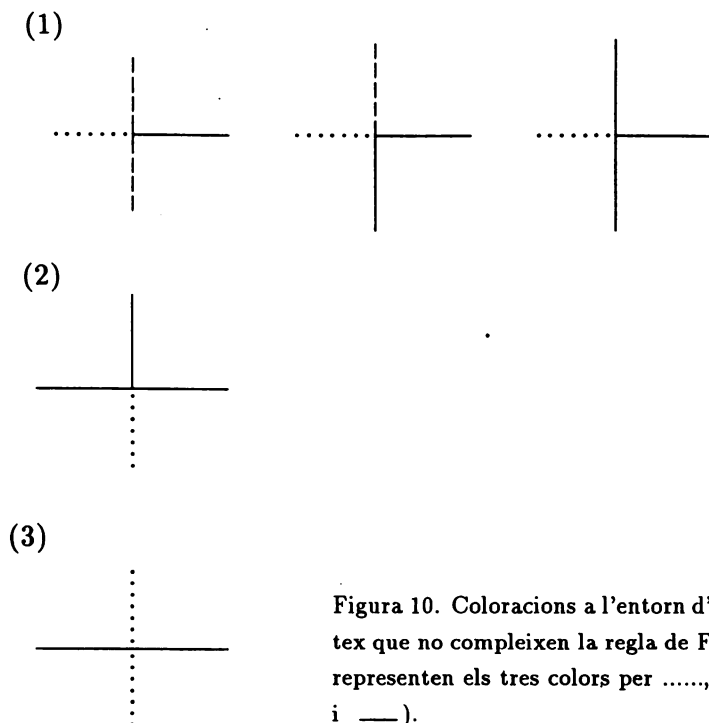 (1)
(2)
(3)
Figura 10. Coloracions a l'entorn d'
tex que no compleixen la regla de F
representen els tres colors per ......,
i ___ ).